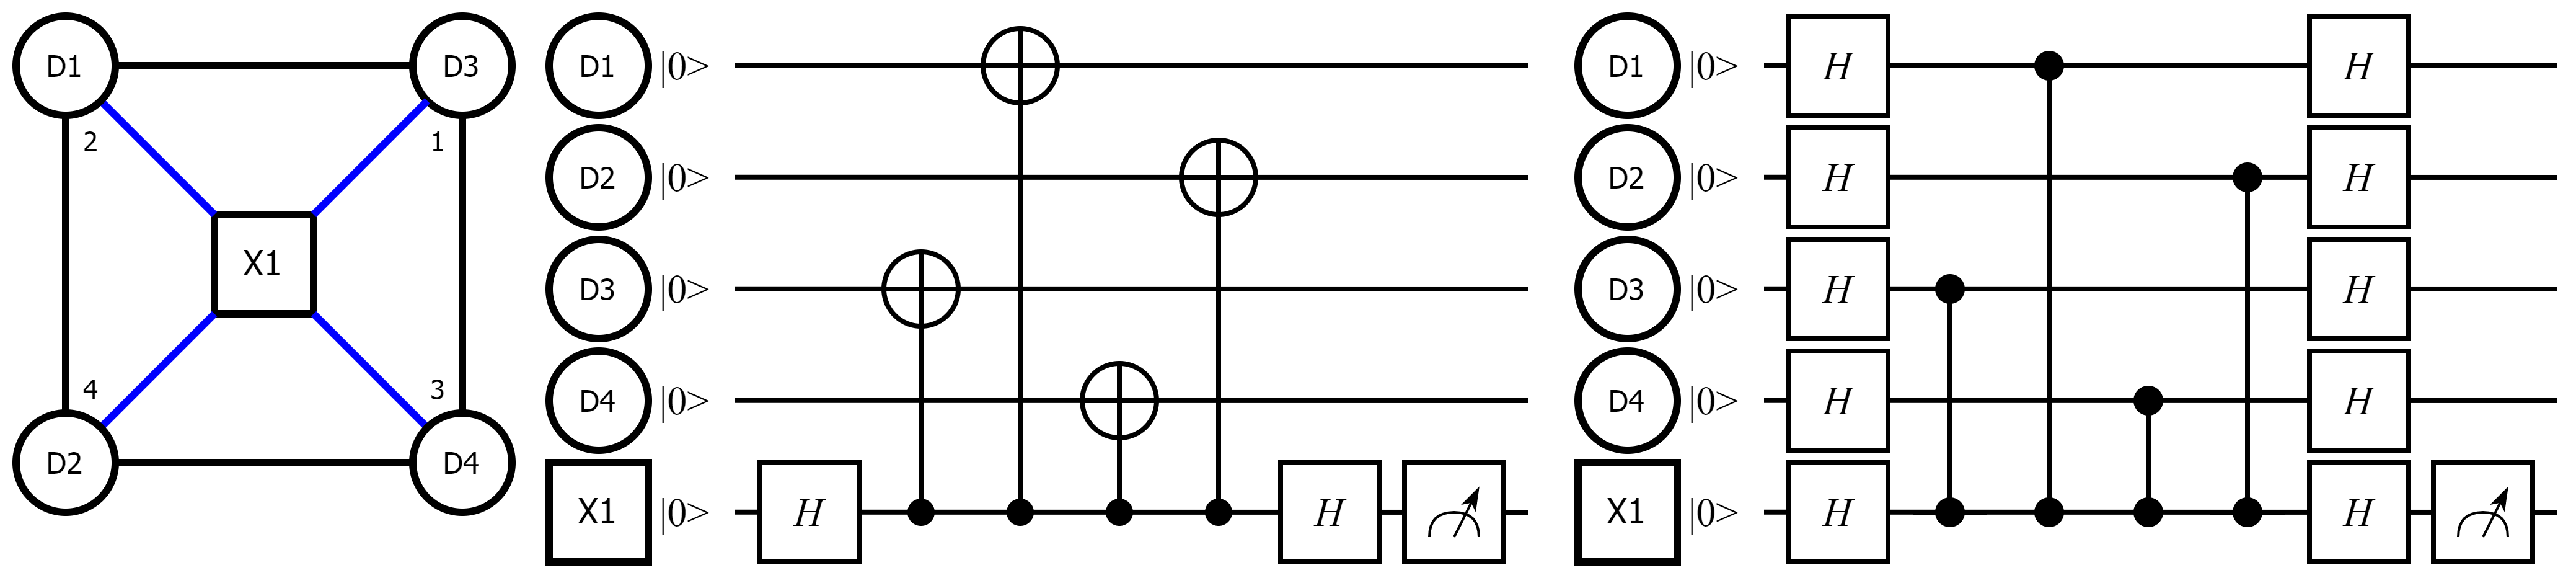 D1 D3 D1 |0> D1 |0> H H
2 1
D2 |0> D2 |0> H H
X1 D3 |0> D3 |0> H H
4 3
D4 |0> D4 |0> H H
D2 D4 X1 |0> H H X1 |0> H H